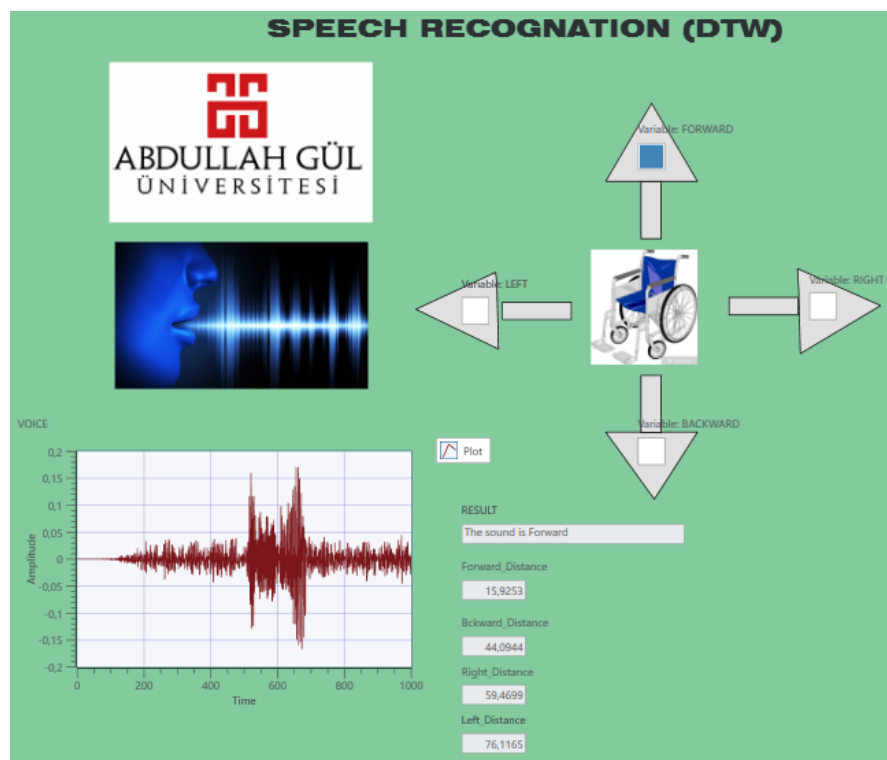 SPEECH RECOGNATION (DTW)
ABDULLAH GÜL
ÜNİVERSİTESİ
Variable: FORWARD
Variable: LEFT
Variable: RIGHT
Variable: BACKWARD
VOICE
Plot
0,2
0,15
0,1
0,05
0
-0,05
-0,1
-0,15
-0,2
Amplitude
0 200 400 600 800 1000
Time
RESULT
The sound is Forward
Forward_Distance
15,9253
Bckward_Distance
44,0944
Right_Distance
59,4699
Left_Distance
76,1165